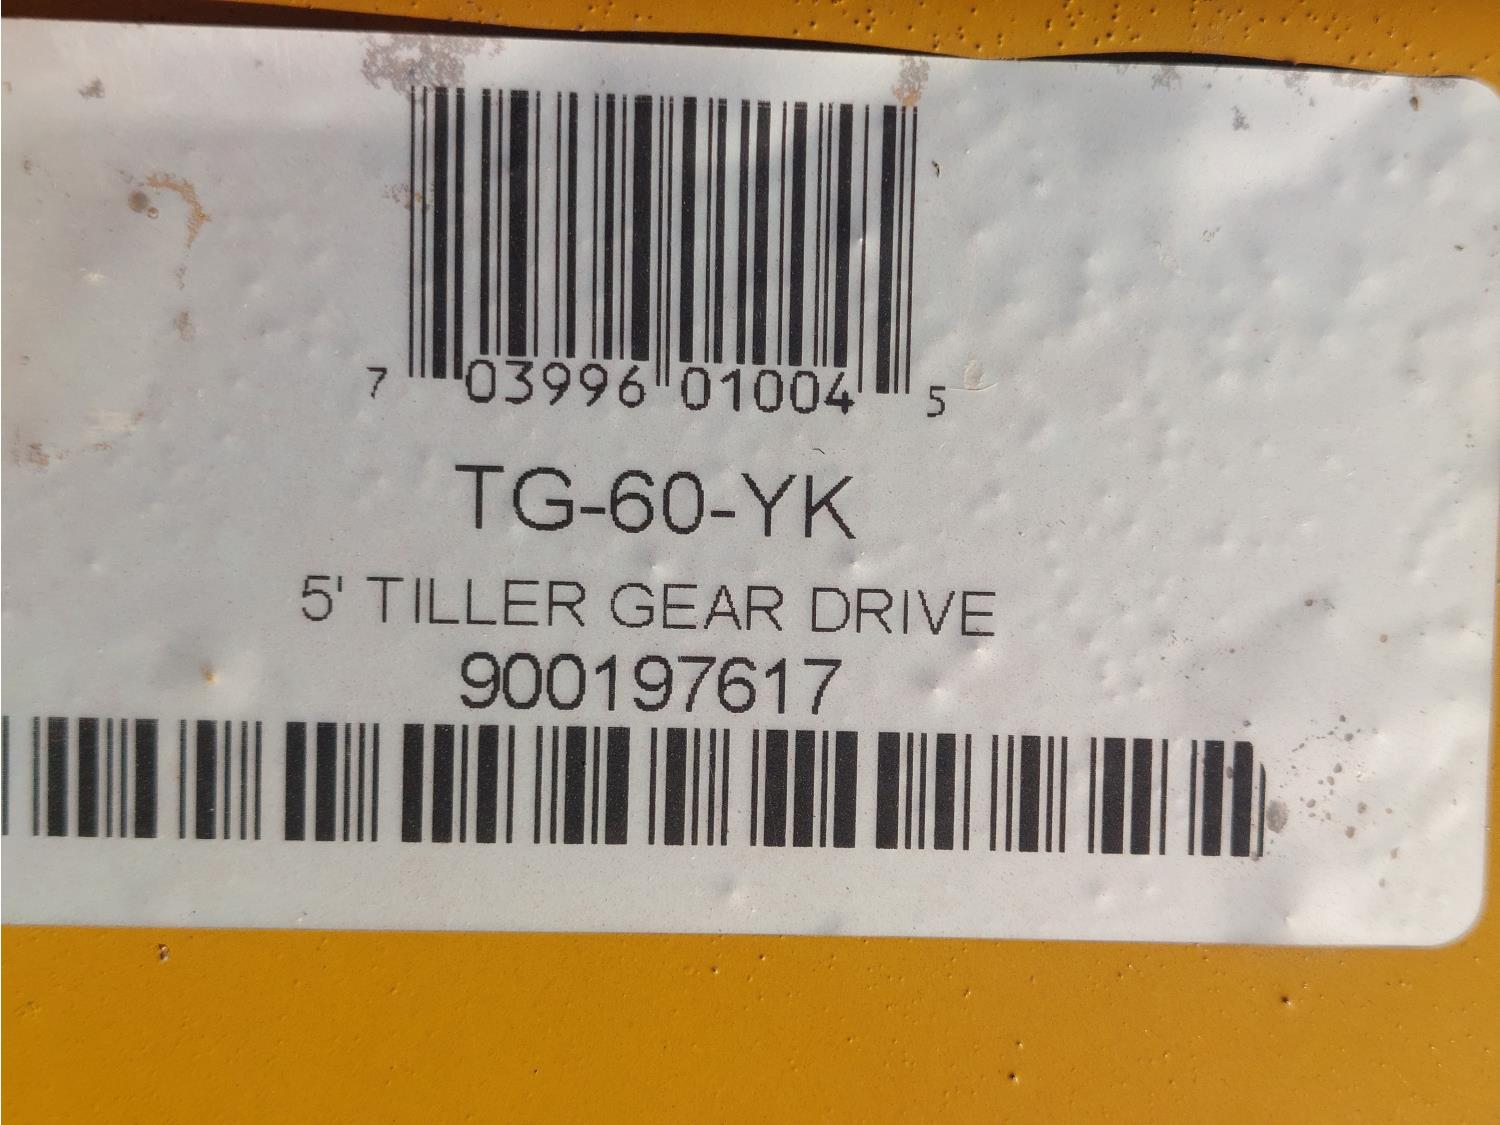 7 03996 01004 5
TG-60-YK
5' TILLER GEAR DRIVE
900197617